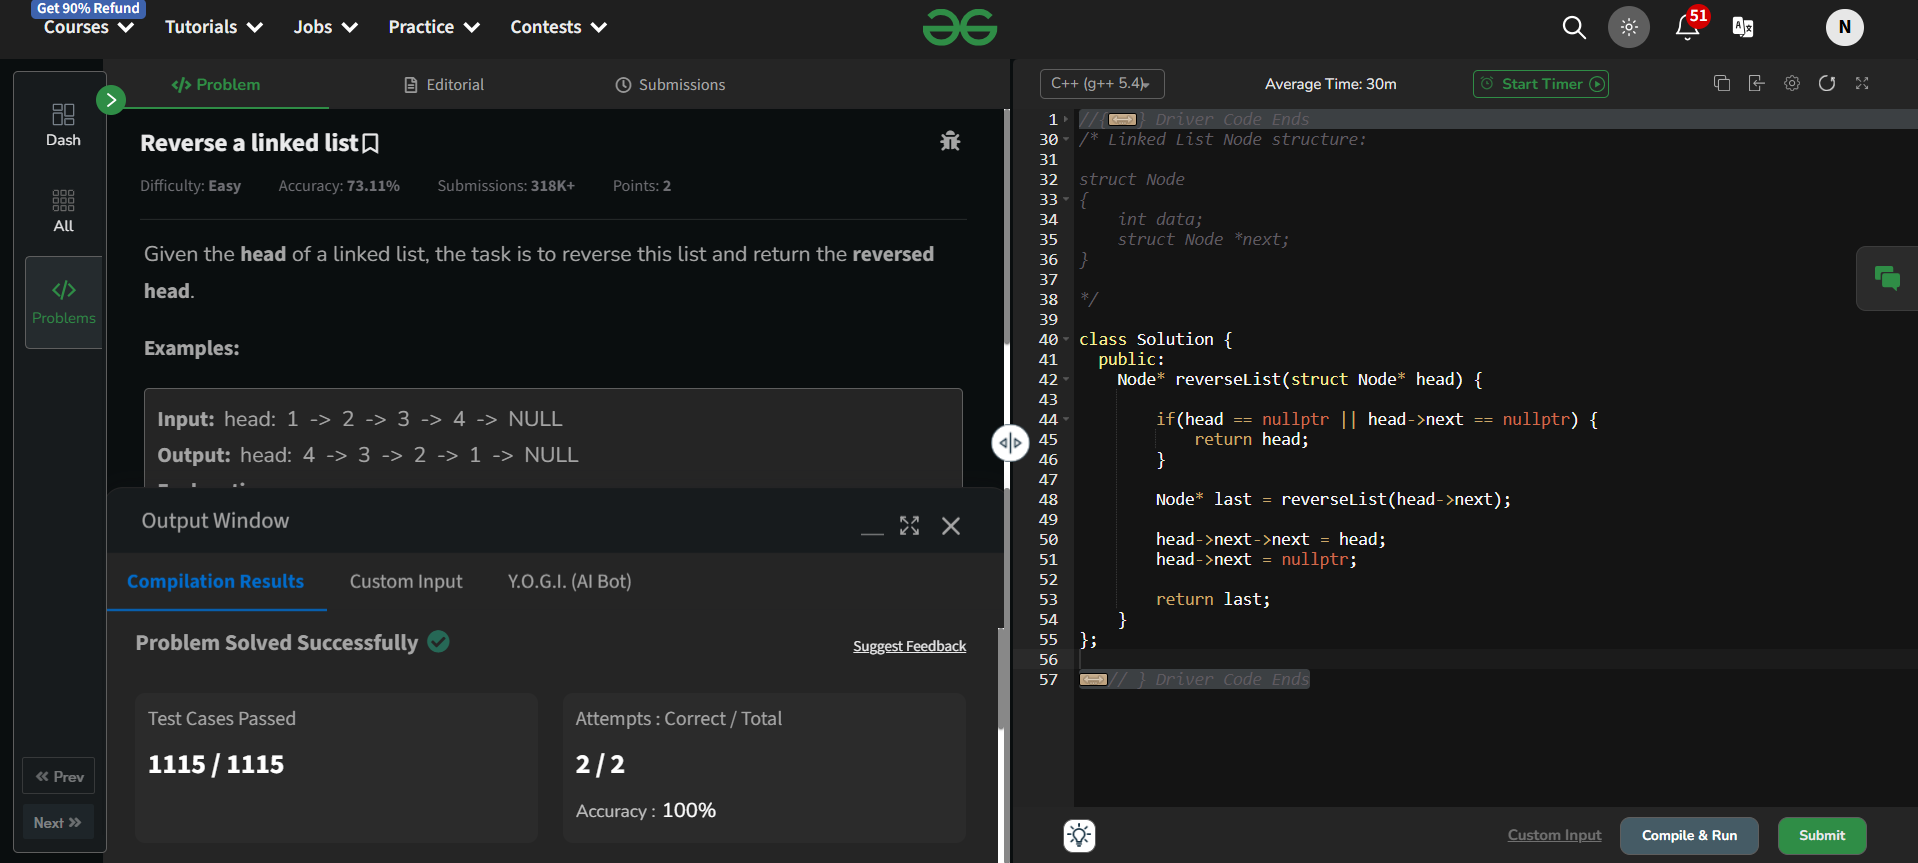 Get 90% Refund
Courses Tutorials Jobs Practice Contests
51
N
Dash
All
Problems
Prev
Next
</> Problem Editorial Submissions
Reverse a linked list
Difficulty: Easy Accuracy: 73.11% Submissions: 318K+ Points: 2
Given the head of a linked list, the task is to reverse this list and return the reversed
head.
Examples:
Input: head: 1 -> 2 -> 3 -> 4 -> NULL
Output: head: 4 -> 3 -> 2 -> 1 -> NULL
Output Window
Compilation Results Custom Input Y.O.G.I. (AI Bot)
Problem Solved Successfully
Suggest Feedback
Test Cases Passed
1115 / 1115
Attempts : Correct / Total
2 / 2
Accuracy : 100%
C++ (g++ 5.4) Average Time: 30m Start Timer
1 //{ } Driver Code Ends
30 /* Linked List Node structure:
31
32 struct Node
33 {
34     int data;
35     struct Node *next;
36 }
37
38 */
39
40 class Solution {
41   public:
42     Node* reverseList(struct Node* head) {
43
44         if(head == nullptr || head->next == nullptr) {
45             return head;
46         }
47
48         Node* last = reverseList(head->next);
49
50         head->next->next = head;
51         head->next = nullptr;
52
53         return last;
54     }
55 };
56
57 // } Driver Code Ends
Custom Input Compile & Run Submit